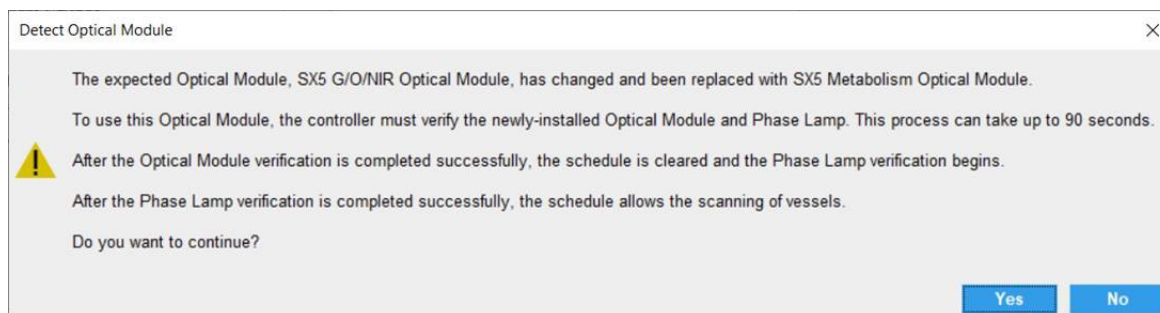 Detect Optical Module
The expected Optical Module, SX5 G/O/NIR Optical Module, has changed and been replaced with SX5 Metabolism Optical Module.
To use this Optical Module, the controller must verify the newly-installed Optical Module and Phase Lamp. This process can take up to 90 seconds.
After the Optical Module verification is completed successfully, the schedule is cleared and the Phase Lamp verification begins.
After the Phase Lamp verification is completed successfully, the schedule allows the scanning of vessels.
Do you want to continue?
Yes No